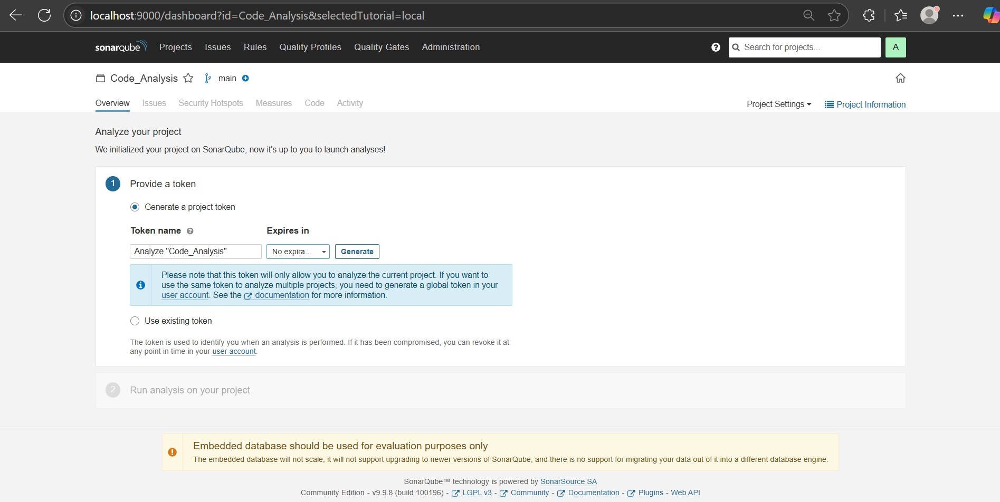 localhost:9000/dashboard?id=Code_Analysis&selectedTutorial=local
sonarqube Projects Issues Rules Quality Profiles Quality Gates Administration Search for projects... A
Code_Analysis main
Overview Issues Security Hotspots Measures Code Activity Project Settings Project Information
Analyze your project
We initialized your project on SonarQube, now it's up to you to launch analyses!
1 Provide a token
Generate a project token
Token name Expires in
Analyze "Code_Analysis" No expira... Generate
Please note that this token will only allow you to analyze the current project. If you want to
use the same token to analyze multiple projects, you need to generate a global token in your
user account. See the documentation for more information.
Use existing token
The token is used to identify you when an analysis is performed. If it has been compromised, you can revoke it at
any point in time in your user account.
2 Run analysis on your project
Embedded database should be used for evaluation purposes only
The embedded database will not scale, it will not support upgrading to newer versions of SonarQube, and there is no support for migrating your data out of it into a different database engine.
SonarQube™ technology is powered by SonarSource SA
Community Edition - v9.9.8 (build 100196) - LGPL v3 - Community - Documentation - Plugins - Web API